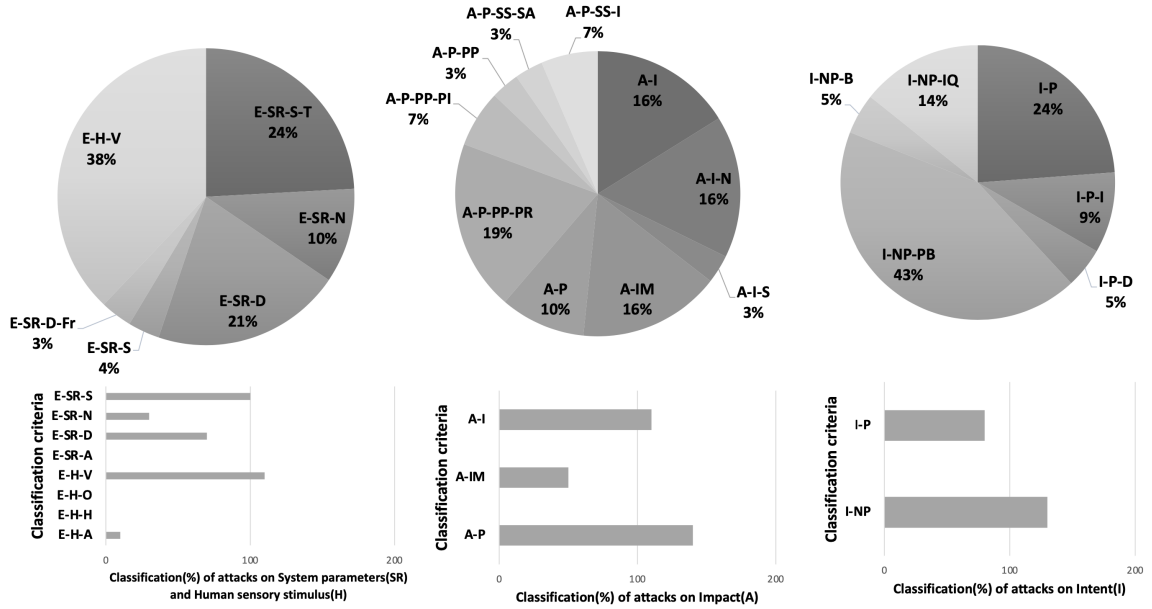 E-SR-S-T
24%
E-SR-N
10%
E-SR-D
21%
E-SR-S
4%
E-SR-D-Fr
3%
E-H-V
38%
A-I
16%
A-I-N
16%
A-I-S
3%
A-IM
16%
A-P
10%
A-P-PP-PR
19%
A-P-PP-PI
7%
A-P-PP
3%
A-P-SS-SA
3%
A-P-SS-I
7%
I-P
24%
I-P-I
9%
I-P-D
5%
I-NP-PB
43%
I-NP-B
5%
I-NP-IQ
14%
Classification criteria
E-SR-S
E-SR-N
E-SR-D
E-SR-A
E-H-V
E-H-O
E-H-H
E-H-A
0
100
200
Classification(%) of attacks on System parameters(SR)
and Human sensory stimulus(H)
Classification criteria
A-I
A-IM
A-P
0
100
200
Classification(%) of attacks on Impact(A)
Classification criteria
I-P
I-NP
0
100
200
Classification(%) of attacks on Intent(I)